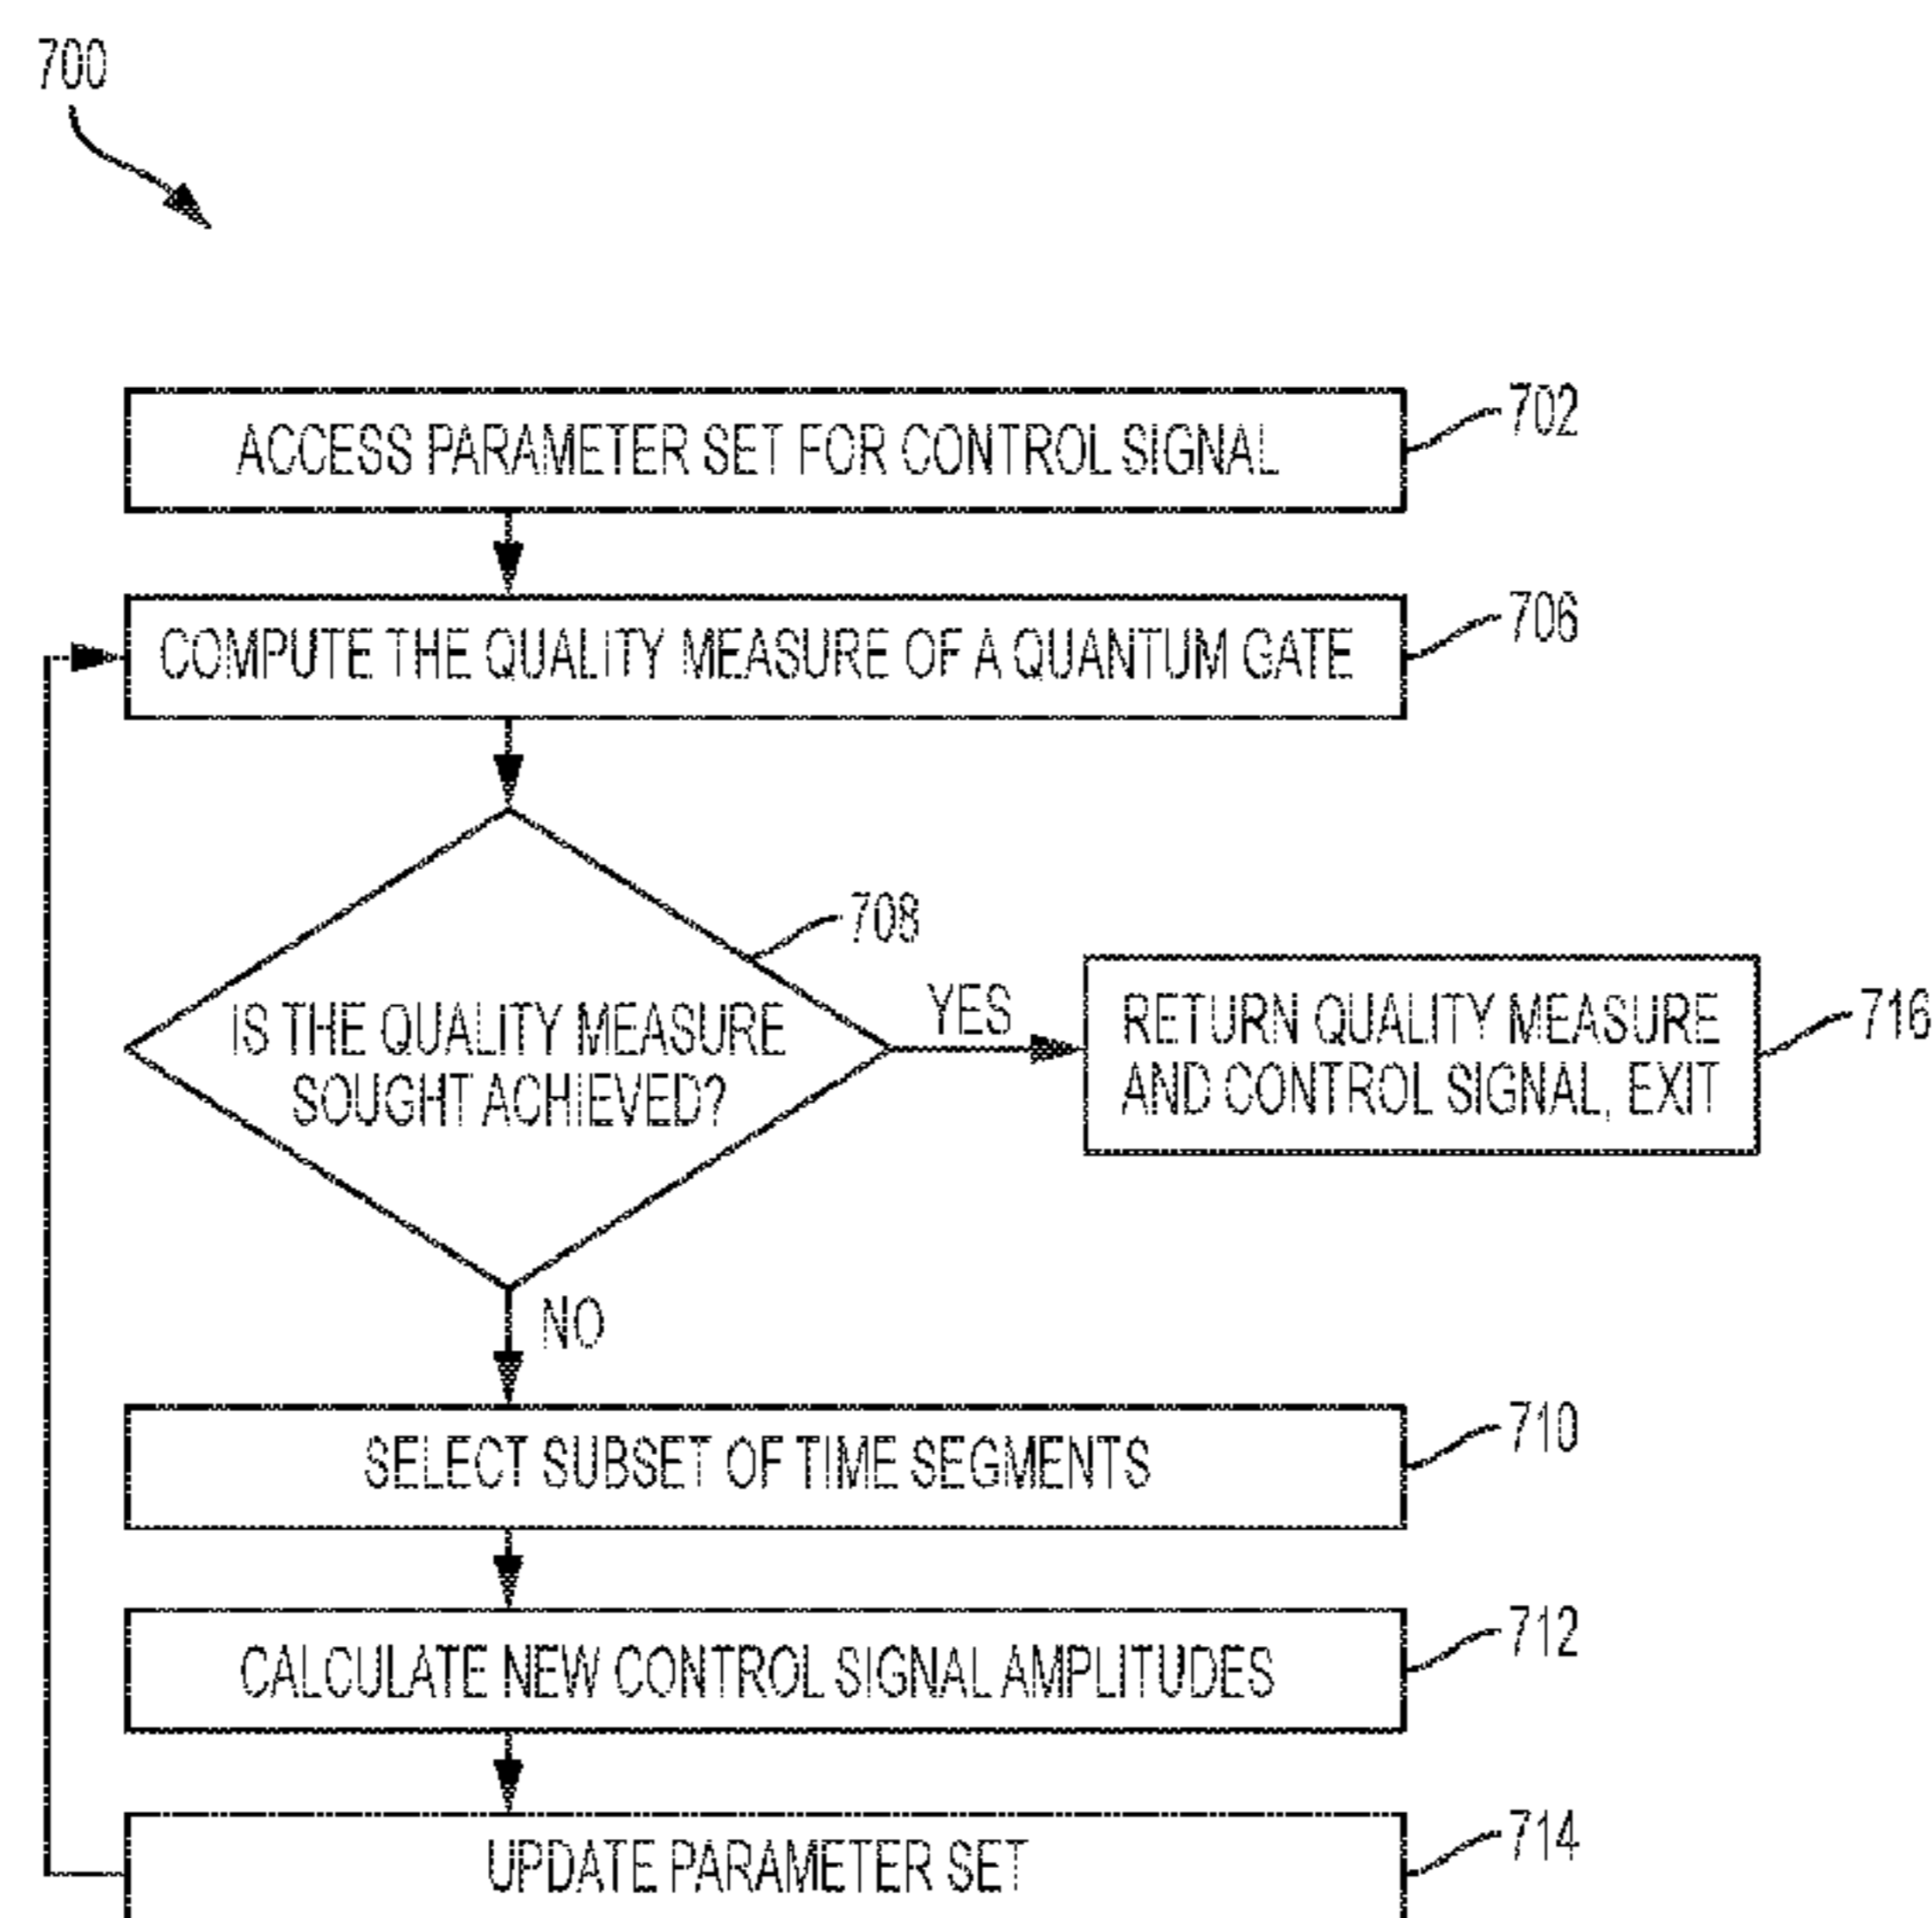 700
ACCESS PARAMETER SET FOR CONTROL SIGNAL
702
COMPUTE THE QUALITY MEASURE OF A QUANTUM GATE
706
708
IS THE QUALITY MEASURE
SOUGHT ACHIEVED?
YES
RETURN QUALITY MEASURE
AND CONTROL SIGNAL, EXIT
716
NO
SELECT SUBSET OF TIME SEGMENTS
710
CALCULATE NEW CONTROL SIGNAL AMPLITUDES
712
UPDATE PARAMETER SET
714